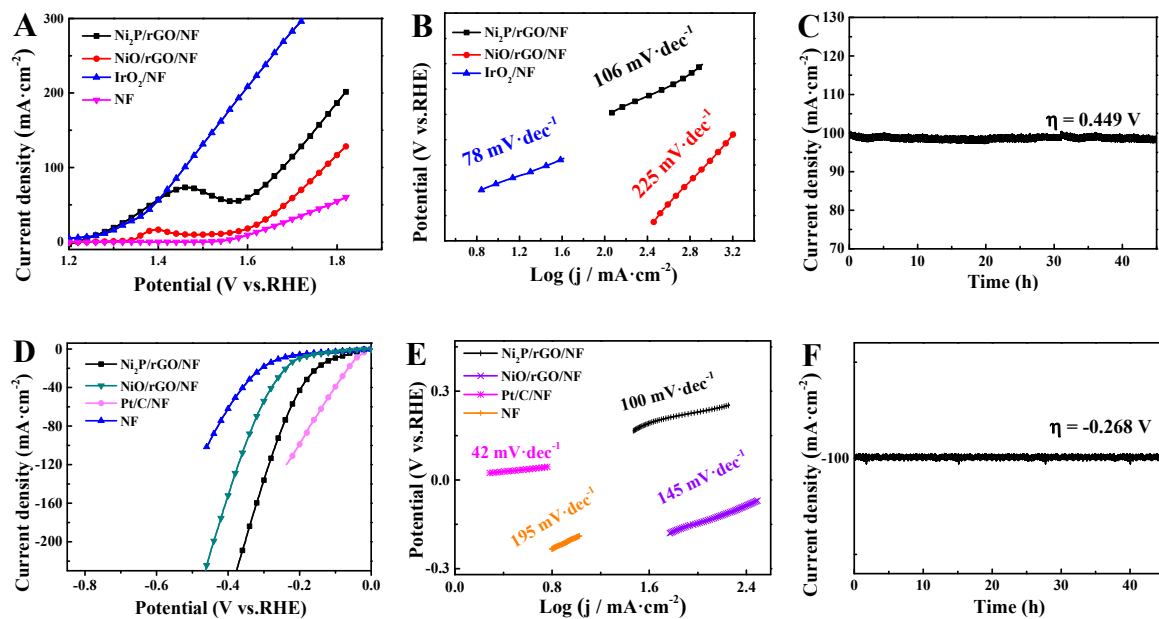 A
Ni₂P/rGO/NF
NiO/rGO/NF
IrO₂/NF
NF
300
200
100
0
1.2 1.4 1.6 1.8
Current density (mA·cm⁻²)
Potential (V vs.RHE)
B
Ni₂P/rGO/NF
NiO/rGO/NF
IrO₂/NF
106 mV·dec⁻¹
78 mV·dec⁻¹
225 mV·dec⁻¹
0.4 0.8 1.2 1.6 2.0 2.4 2.8 3.2
Potential (V vs.RHE)
Log (j / mA·cm⁻²)
C
130
125
120
115
110
105
100
95
90
85
80
75
70
η = 0.449 V
0 10 20 30 40
Current density (mA·cm⁻²)
Time (h)
D
Ni₂P/rGO/NF
NiO/rGO/NF
Pt/C/NF
NF
0
-40
-80
-120
-160
-200
-0.8 -0.6 -0.4 -0.2 0.0
Current density (mA·cm⁻²)
Potential (V vs.RHE)
E
Ni₂P/rGO/NF
NiO/rGO/NF
Pt/C/NF
NF
0.3
0.0
-0.3
100 mV·dec⁻¹
42 mV·dec⁻¹
195 mV·dec⁻¹
145 mV·dec⁻¹
0.0 0.8 1.6 2.4
Potential (V vs.RHE)
Log (j / mA·cm⁻²)
F
η = -0.268 V
-100
0 10 20 30 40
Current density (mA·cm⁻²)
Time (h)